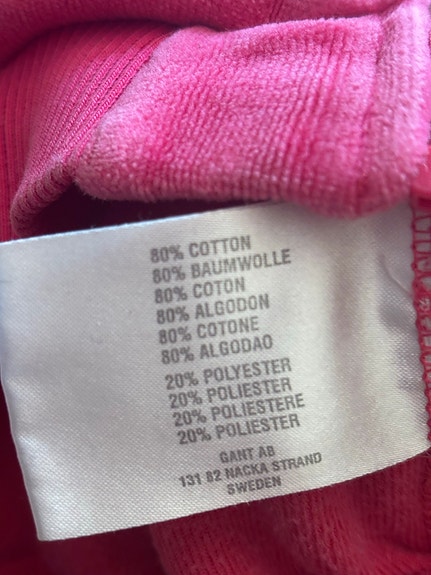 80% COTTON
80% BAUMWOLLE
80% COTON
80% ALGODON
80% COTONE
80% ALGODAO
20% POLYESTER
20% POLIESTER
20% POLIESTERE
20% POLIESTER
GANT AB
131 82 NACKA STRAND
SWEDEN